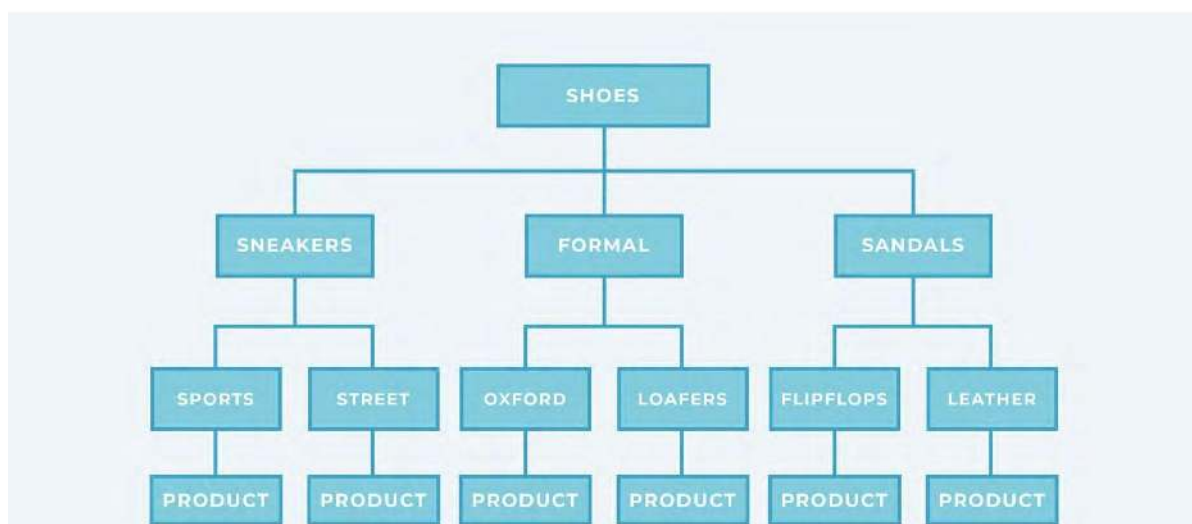 SHOES
SNEAKERS FORMAL SANDALS
SPORTS STREET OXFORD LOAFERS FLIPFLOPS LEATHER
PRODUCT PRODUCT PRODUCT PRODUCT PRODUCT PRODUCT